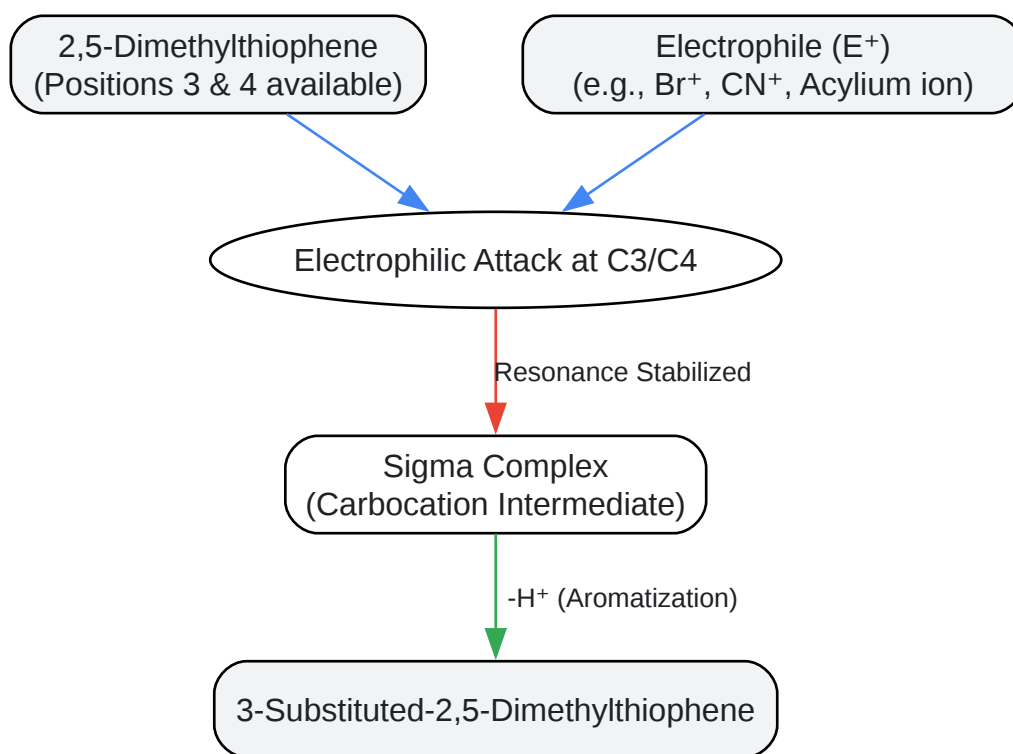 2,5-Dimethylthiophene
(Positions 3 & 4 available)
Electrophile (E⁺)
(e.g., Br⁺, CN⁺, Acylium ion)
Electrophilic Attack at C3/C4
Resonance Stabilized
Sigma Complex
(Carbocation Intermediate)
-H⁺ (Aromatization)
3-Substituted-2,5-Dimethylthiophene